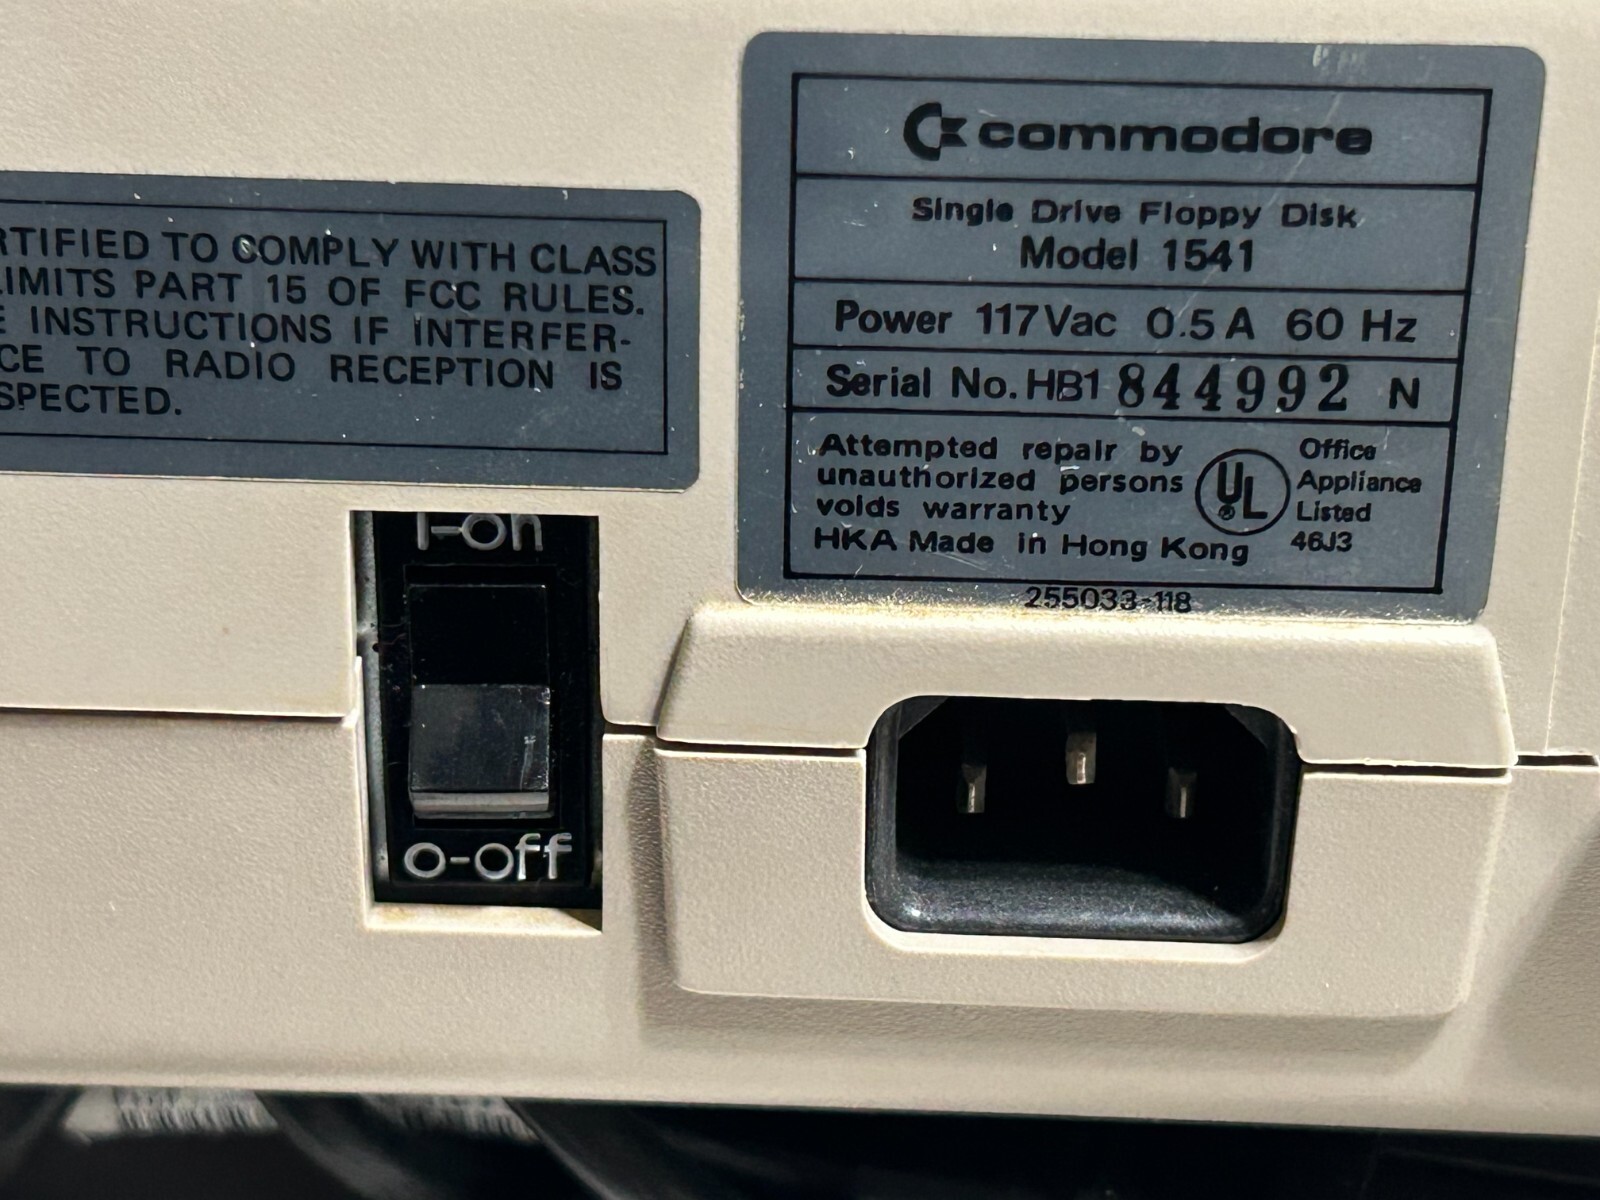 RTIFIED TO COMPLY WITH CLASS
LIMITS PART 15 OF FCC RULES.
E INSTRUCTIONS IF INTERFER-
CE TO RADIO RECEPTION IS
SPECTED.
I-on
o-off
commodore
Single Drive Floppy Disk
Model 1541
Power 117Vac 0.5A 60 Hz
Serial No. HB1 844992 N
Attempted repair by
unauthorized persons
voids warranty
HKA Made in Hong Kong
UL
®
Office
Appliance
Listed
46J3
255033-118